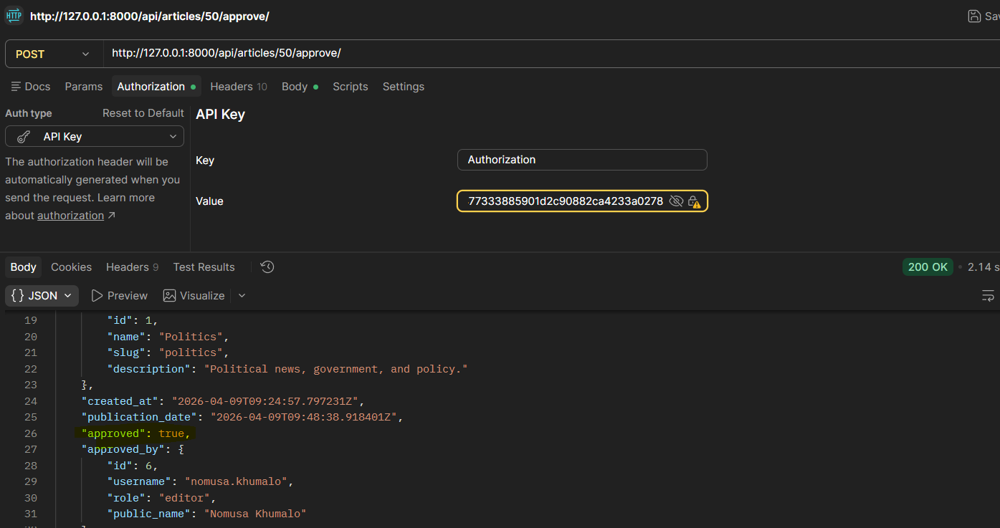 HTTP http://127.0.0.1:8000/api/articles/50/approve/
POST http://127.0.0.1:8000/api/articles/50/approve/
Docs Params Authorization Headers 10 Body Scripts Settings
Auth type Reset to Default
API Key
The authorization header will be
automatically generated when you
send the request. Learn more
about authorization ↗
API Key
Key Authorization
Value 77333885901d2c90882ca4233a0278
Body Cookies Headers 9 Test Results 200 OK • 2.14 s
{} JSON Preview Visualize
19 "id": 1,
20 "name": "Politics",
21 "slug": "politics",
22 "description": "Political news, government, and policy."
23 },
24 "created_at": "2026-04-09T09:24:57.797231Z",
25 "publication_date": "2026-04-09T09:48:38.918401Z",
26 "approved": true,
27 "approved_by": {
28 "id": 6,
29 "username": "nomusa.khumalo",
30 "role": "editor",
31 "public_name": "Nomusa Khumalo"